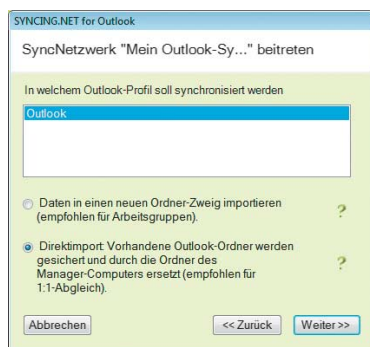 SYNCING.NET for Outlook
SyncNetzwerk "Mein Outlook-Sy..." beitreten
In welchem Outlook-Profil soll synchronisiert werden
Outlook
Daten in einen neuen Ordner-Zweig importieren
(empfohlen für Arbeitsgruppen).
?
Direktimport: Vorhandene Outlook-Ordner werden
gesichert und durch die Ordner des
Manager-Computers ersetzt (empfohlen für
1:1-Abgleich).
?
Abbrechen
<< Zurück
Weiter >>